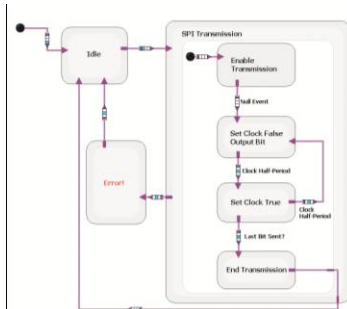 SPI Transmission
Idle
Enable
Transmission
Null Event
Set Clock False
Output Bit
Clock Half-Period
Error!
Set Clock True
Clock
Half-Period
Last Bit Sent?
End Transmission